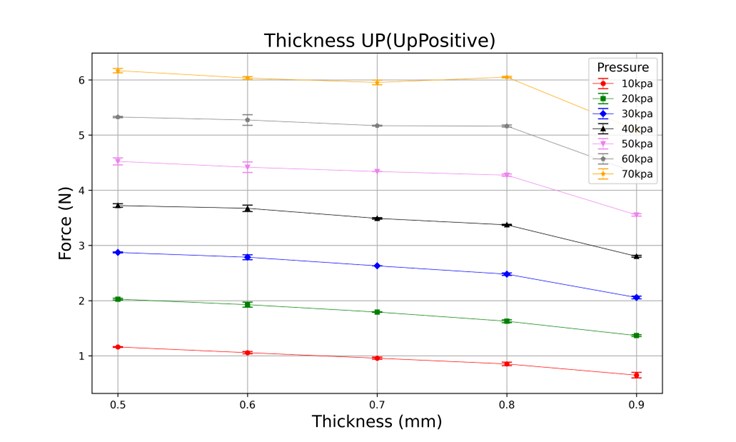 Thickness UP(UpPositive)
Pressure
10kpa
20kpa
30kpa
40kpa
50kpa
60kpa
70kpa
Force (N)
6
5
4
3
2
1
0.5 0.6 0.7 0.8 0.9
Thickness (mm)